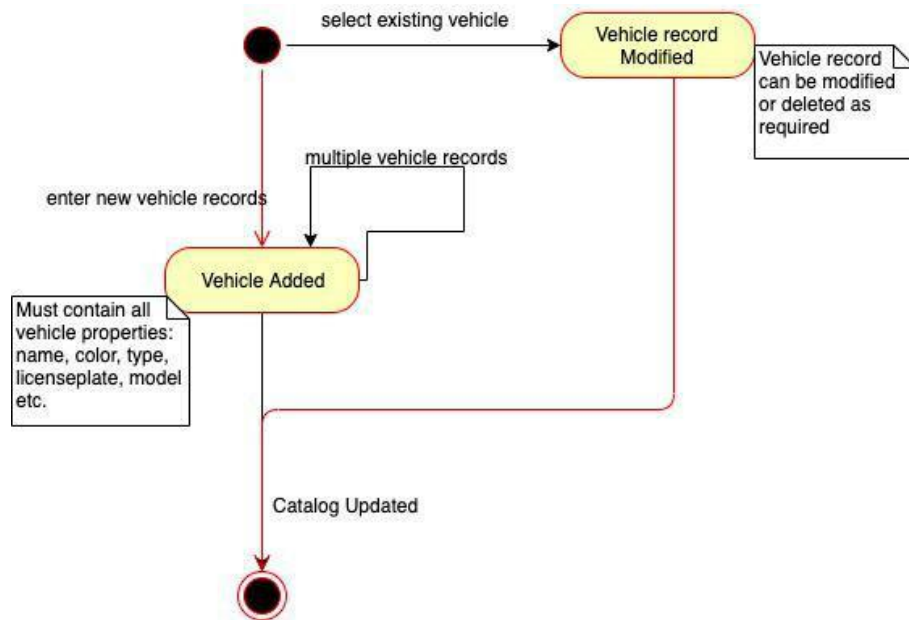 select existing vehicle
Vehicle record
Modified
Vehicle record
can be modified
or deleted as
required
multiple vehicle records
enter new vehicle records
Vehicle Added
Must contain all
vehicle properties:
name, color, type,
licenseplate, model
etc.
Catalog Updated